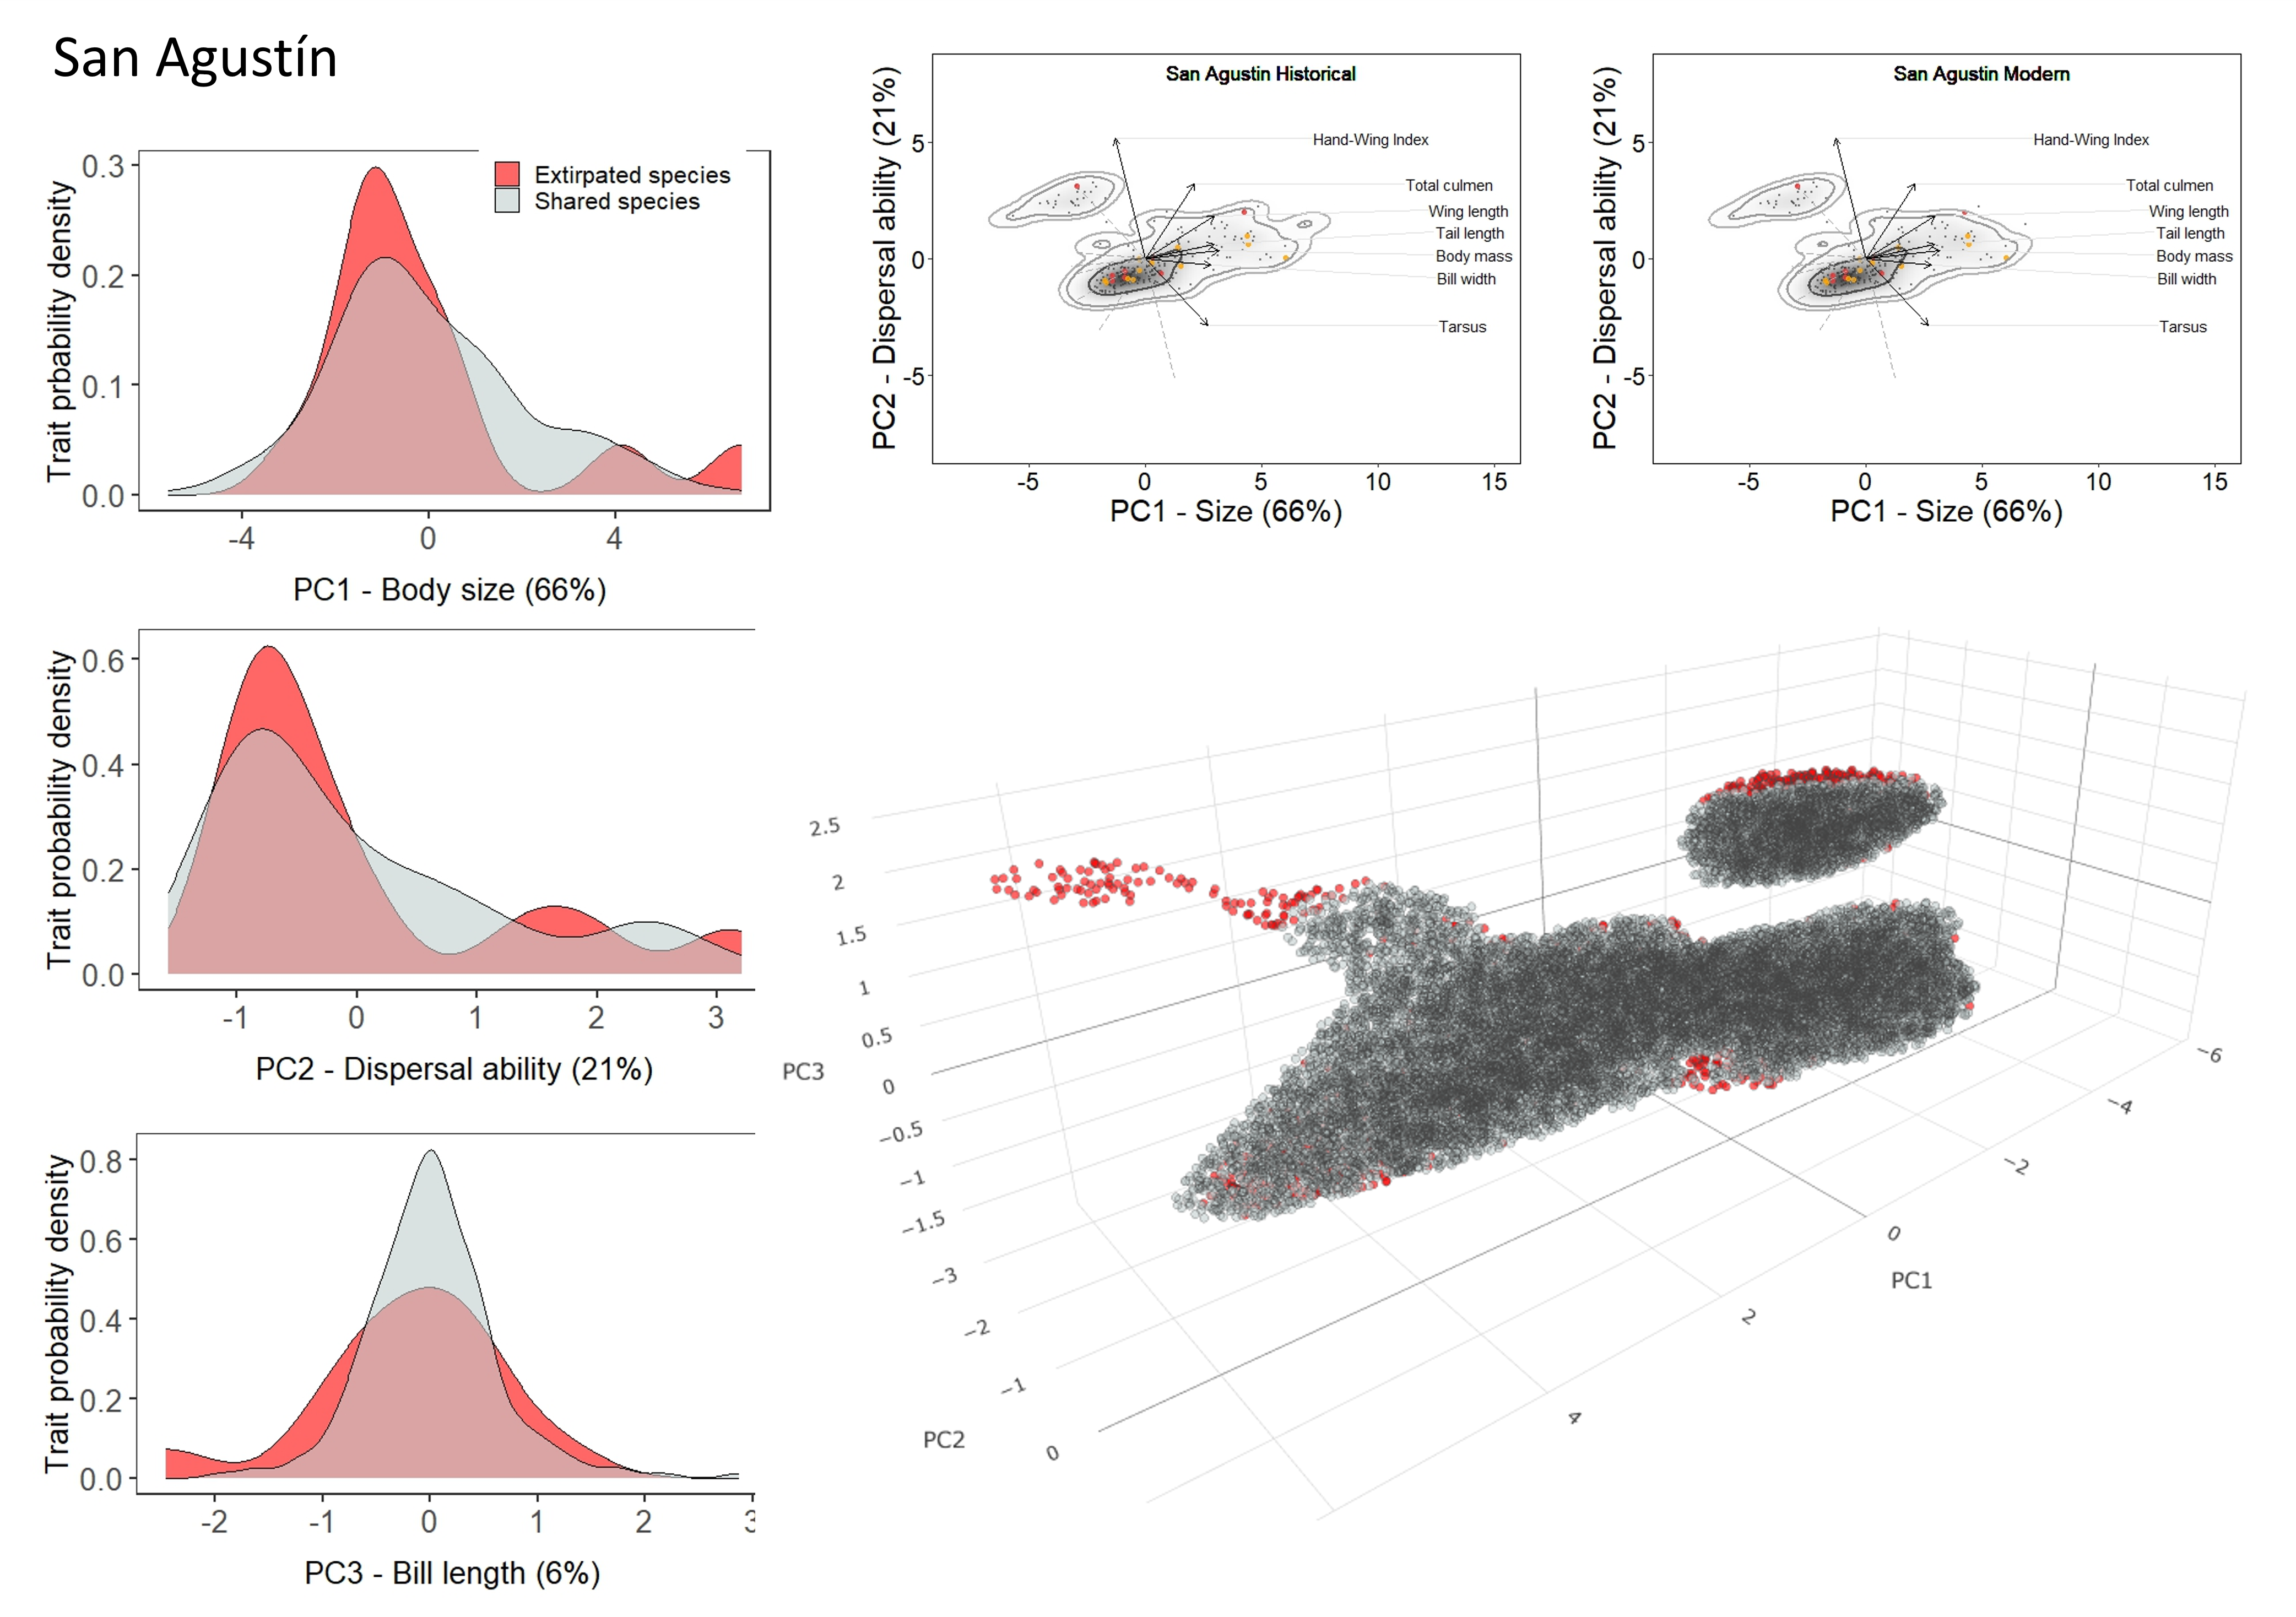 San Agustín
Trait prbability density
0.3
0.2
0.1
0.0
Extirpated species
Shared species
-4
0
4
PC1 - Body size (66%)
Trait probability density
0.6
0.4
0.2
0.0
-1
0
1
2
3
PC2 - Dispersal ability (21%)
Trait probability density
0.8
0.6
0.4
0.2
0.0
-2
-1
0
1
2
3
PC3 - Bill length (6%)
San Agustin Historical
PC2 - Dispersal ability (21%)
5
0
-5
Hand-Wing Index
Total culmen
Wing length
Tail length
Body mass
Bill width
Tarsus
-5
0
5
10
15
PC1 - Size (66%)
San Agustin Modern
PC2 - Dispersal ability (21%)
5
0
-5
Hand-Wing Index
Total culmen
Wing length
Tail length
Body mass
Bill width
Tarsus
-5
0
5
10
15
PC1 - Size (66%)
2.5
2
1.5
1
0.5
0
−0.5
−1
−1.5
PC3
−3
−2
−1
0
PC2
−6
−4
−2
0
2
4
PC1